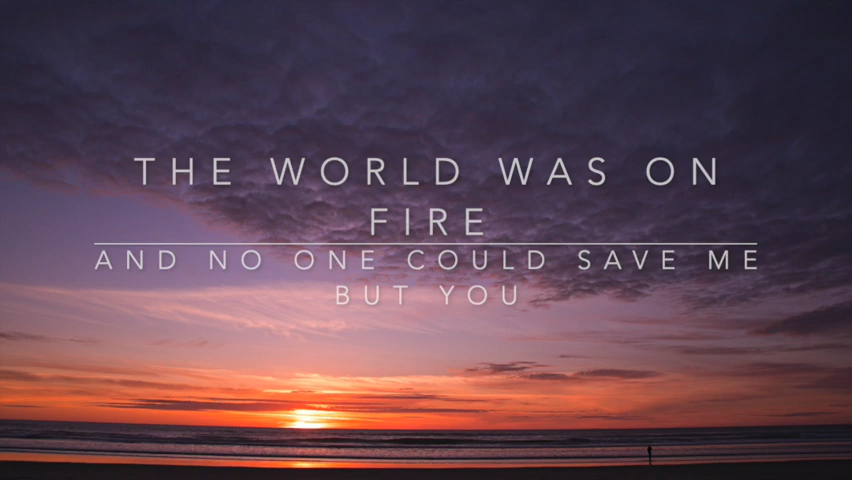 THE WORLD WAS ON
FIRE
AND NO ONE COULD SAVE ME
BUT YOU